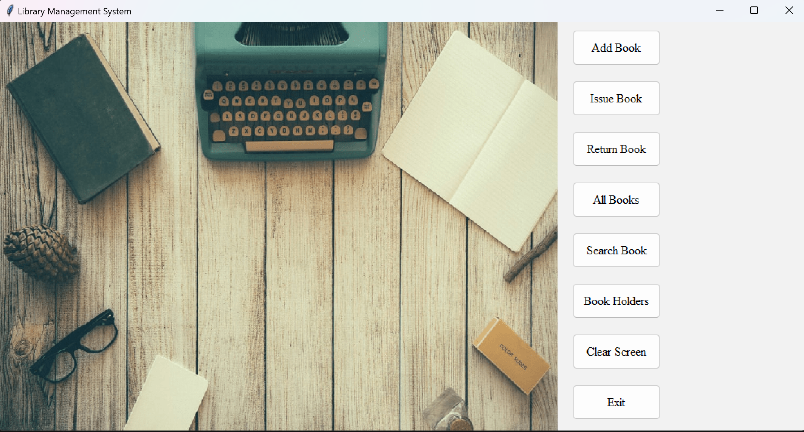 Library Management System
Add Book
Issue Book
Return Book
All Books
Search Book
Book Holders
Clear Screen
Exit